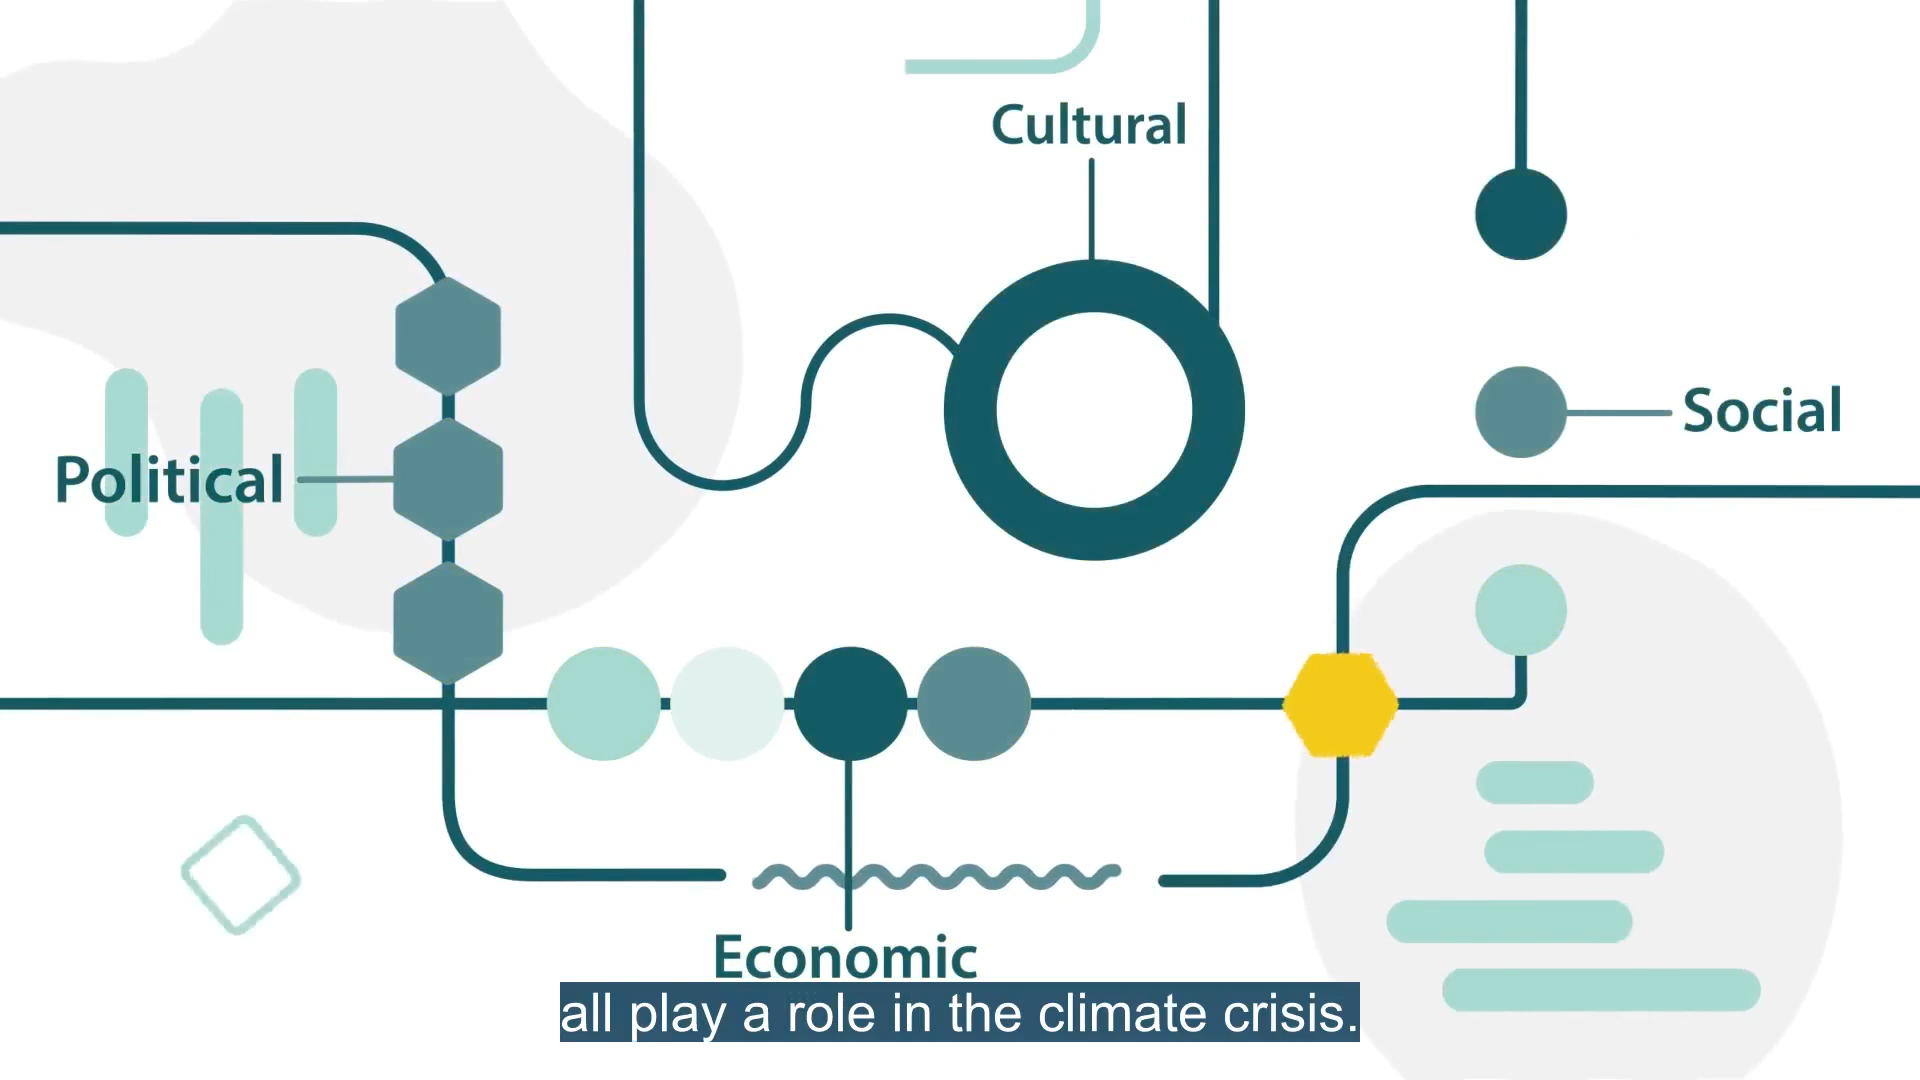 Cultural
Social
Political
Economic
all play a role in the climate crisis.